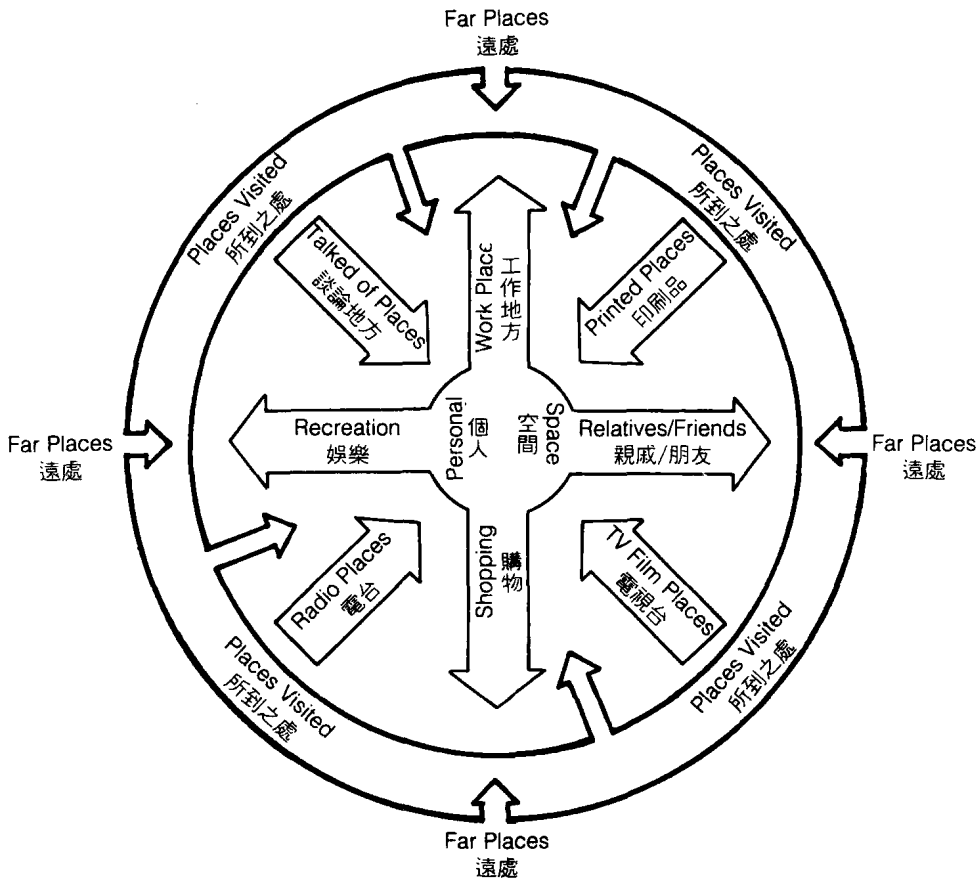 Far Places
遠處
Places Visited
所到之處
Places Visited
所到之處
Talked of Places
談論地方
Work Place
工作地方
Printed Places
印刷品
Far Places
遠處
Recreation
娛樂
Personal
個人
Space
空間
Relatives/Friends
親戚/朋友
Far Places
遠處
Radio Places
電台
Shopping
購物
TV Film Places
電視台
Places Visited
所到之處
Places Visited
所到之處
Far Places
遠處